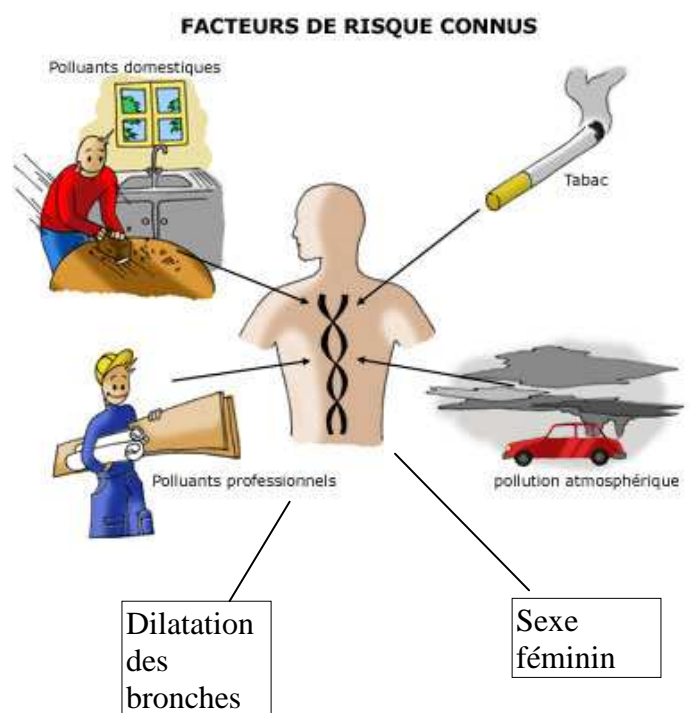 FACTEURS DE RISQUE CONNUS
Polluants domestiques
Tabac
Polluants professionnels
pollution atmosphérique
Dilatation
des
bronches
Sexe
féminin